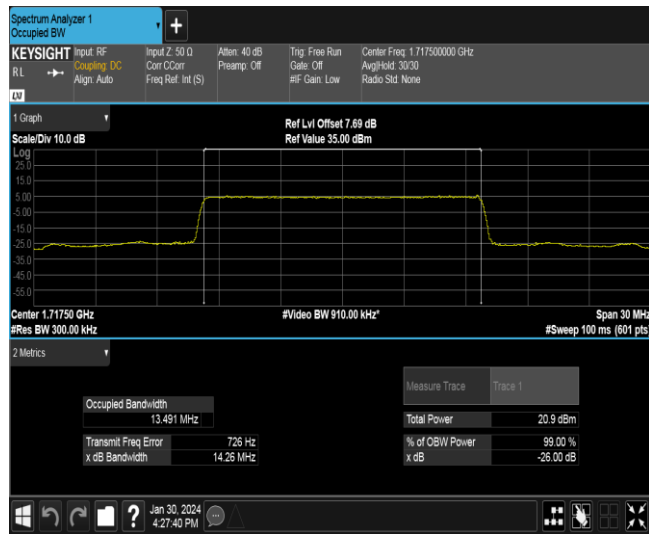 Spectrum Analyzer 1
Occupied BW
+
KEYSIGHT Input: RF Input Z: 50 Ω Atten: 40 dB Trig: Free Run Center Freq: 1.717500000 GHz
RL Coupling: DC Corr CCorr Preamp: Off Gate: Off Avg|Hold: 30/30
Align: Auto Freq Ref: Int (S) #IF Gain: Low Radio Std: None
LXI
1 Graph Ref Lvl Offset 7.69 dB
Scale/Div 10.0 dB Ref Value 35.00 dBm
Log
25.0
15.0
5.00
-5.00
-15.0
-25.0
-35.0
-45.0
-55.0
Center 1.71750 GHz #Video BW 910.00 kHz* Span 30 MHz
#Res BW 300.00 kHz #Sweep 100 ms (601 pts)
2 Metrics
Measure Trace Trace 1
Occupied Bandwidth
13.491 MHz Total Power 20.9 dBm
Transmit Freq Error 726 Hz % of OBW Power 99.00 %
x dB Bandwidth 14.26 MHz x dB -26.00 dB
? Jan 30, 2024
4:27:40 PM